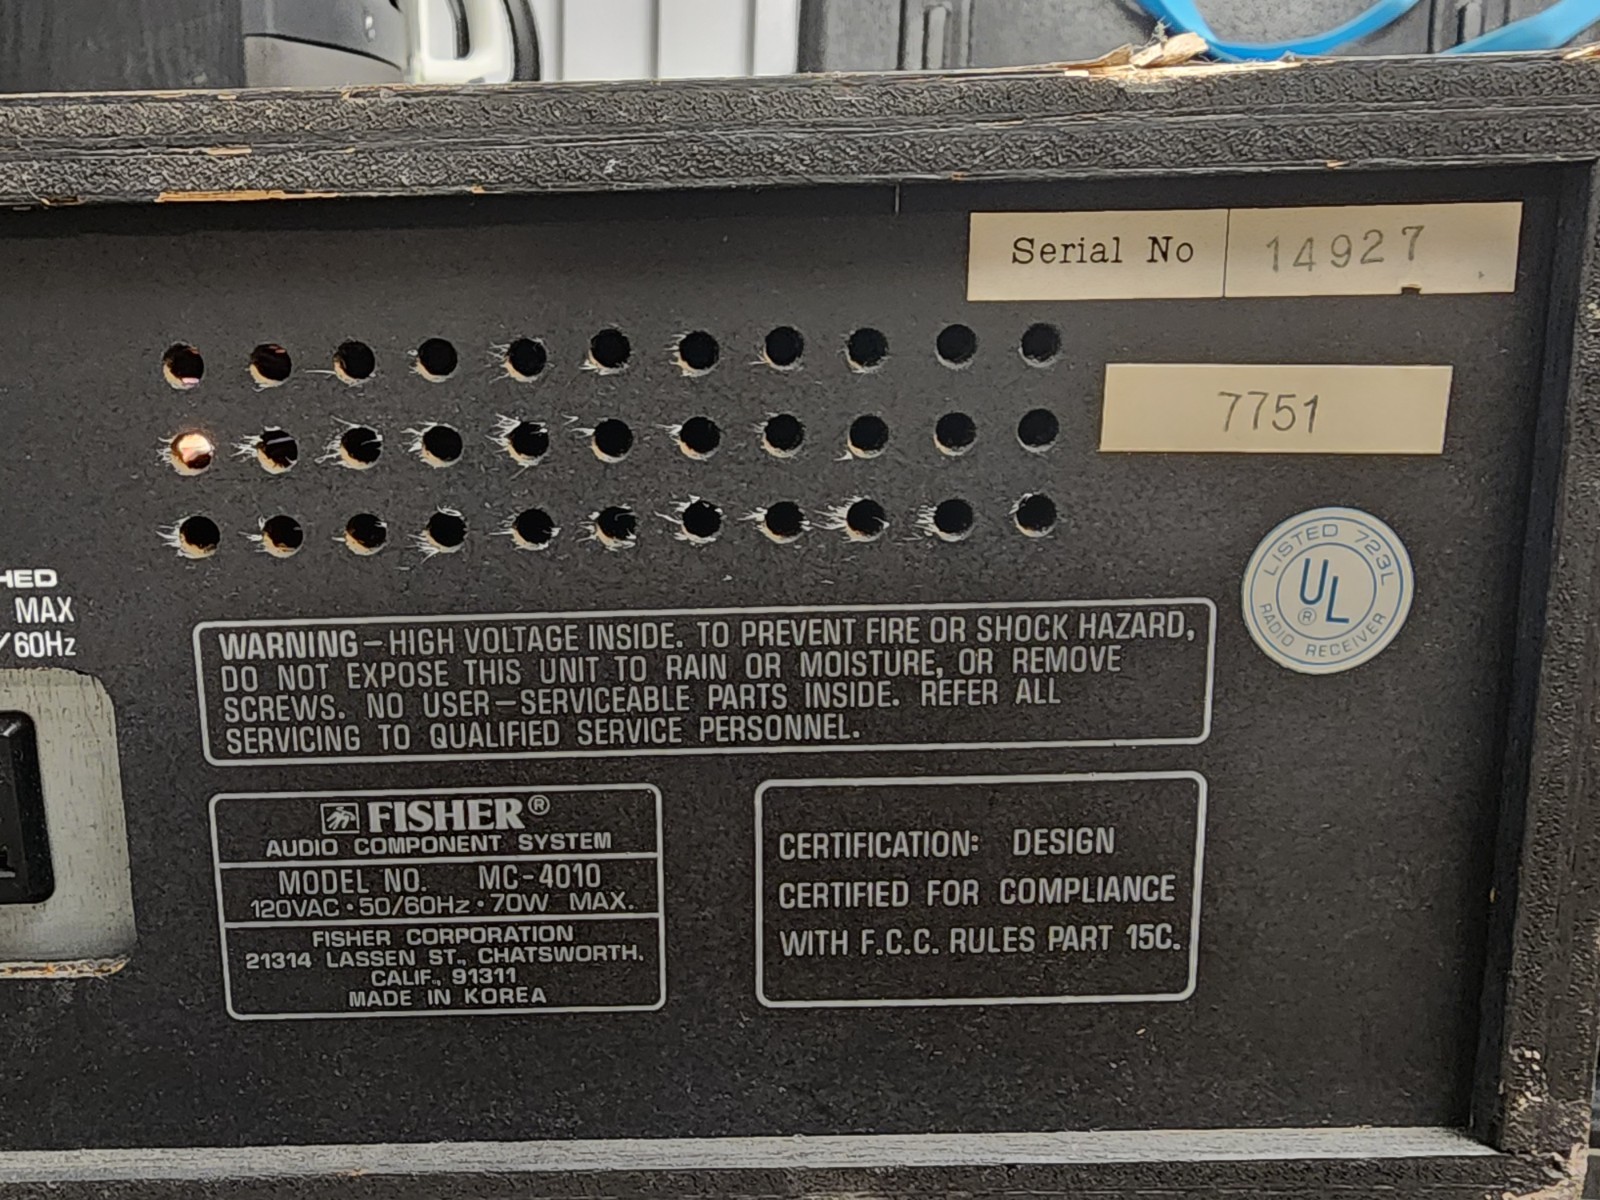 Serial No 14927
7751
LISTED 723L
UL®
RADIO RECEIVER
HED
MAX
/60Hz
WARNING—HIGH VOLTAGE INSIDE. TO PREVENT FIRE OR SHOCK HAZARD,
DO NOT EXPOSE THIS UNIT TO RAIN OR MOISTURE, OR REMOVE
SCREWS. NO USER—SERVICEABLE PARTS INSIDE. REFER ALL
SERVICING TO QUALIFIED SERVICE PERSONNEL.
FISHER®
AUDIO COMPONENT SYSTEM
MODEL NO. MC-4010
120VAC·50/60Hz·70W MAX.
FISHER CORPORATION
21314 LASSEN ST., CHATSWORTH.
CALIF., 91311
MADE IN KOREA
CERTIFICATION: DESIGN
CERTIFIED FOR COMPLIANCE
WITH F.C.C. RULES PART 15C.